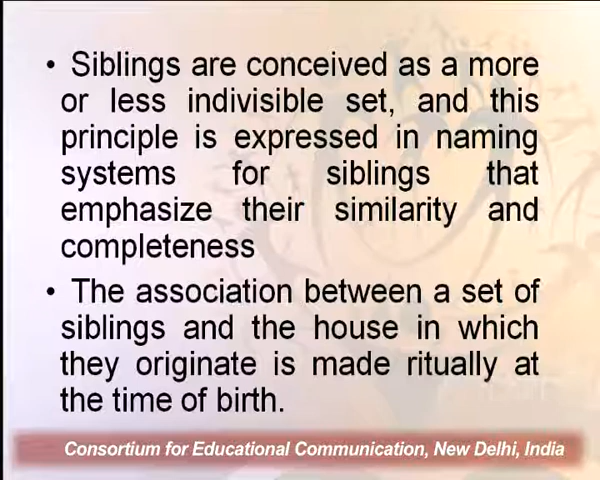 • Siblings are conceived as a more
or less indivisible set, and this
principle is expressed in naming
systems for siblings that
emphasize their similarity and
completeness
• The association between a set of
siblings and the house in which
they originate is made ritually at
the time of birth.
Consortium for Educational Communication, New Delhi, India